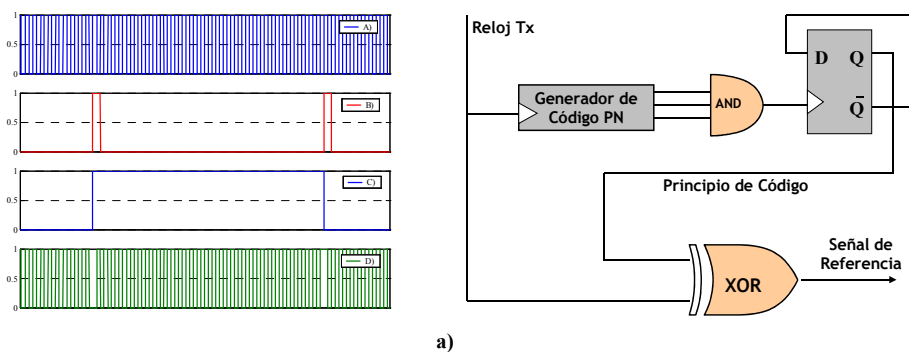 1
0.5
0
A)
1
0.5
0
B)
1
0.5
0
C)
1
0.5
0
D)
Reloj Tx
Generador de
Código PN
AND
D Q
Q̅
Principio de Código
XOR
Señal de
Referencia
a)